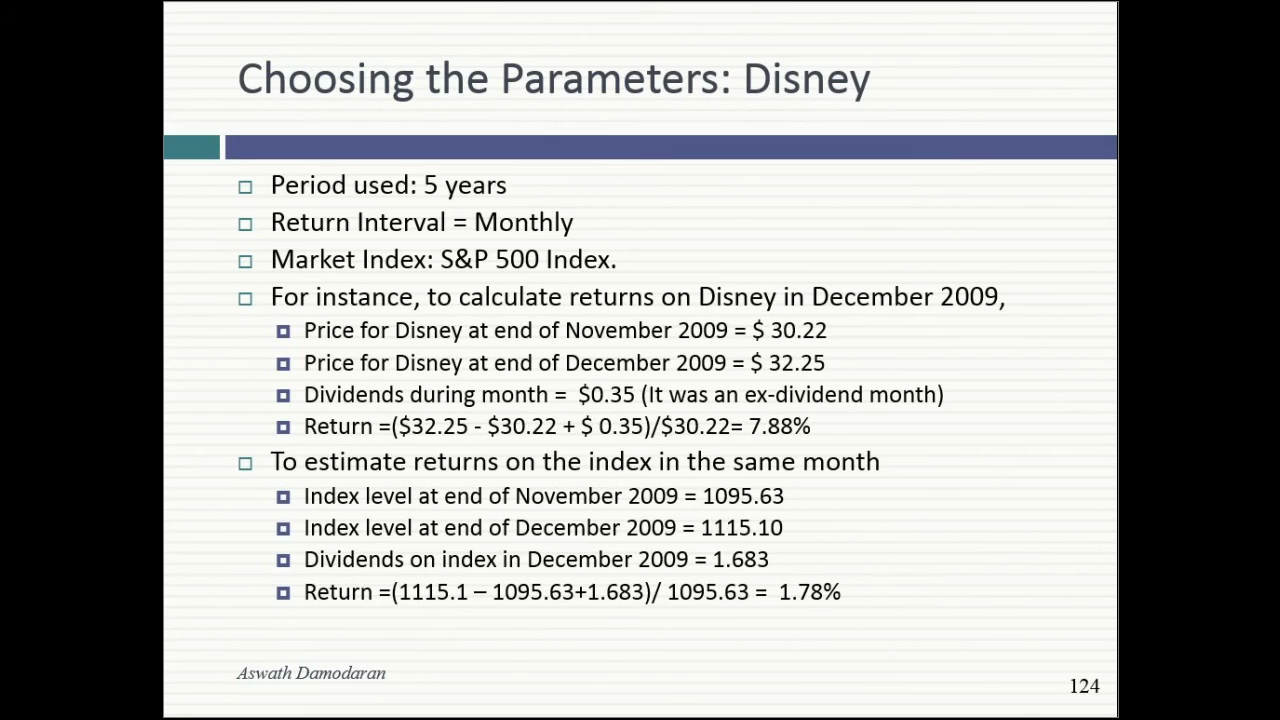 Choosing the Parameters: Disney
Period used: 5 years
Return Interval = Monthly
Market Index: S&P 500 Index.
For instance, to calculate returns on Disney in December 2009,
Price for Disney at end of November 2009 = $ 30.22
Price for Disney at end of December 2009 = $ 32.25
Dividends during month =  $0.35 (It was an ex-dividend month)
Return =($32.25 - $30.22 + $ 0.35)/$30.22= 7.88%
To estimate returns on the index in the same month
Index level at end of November 2009 = 1095.63
Index level at end of December 2009 = 1115.10
Dividends on index in December 2009 = 1.683
Return =(1115.1 – 1095.63+1.683)/ 1095.63 =  1.78%
Aswath Damodaran
124